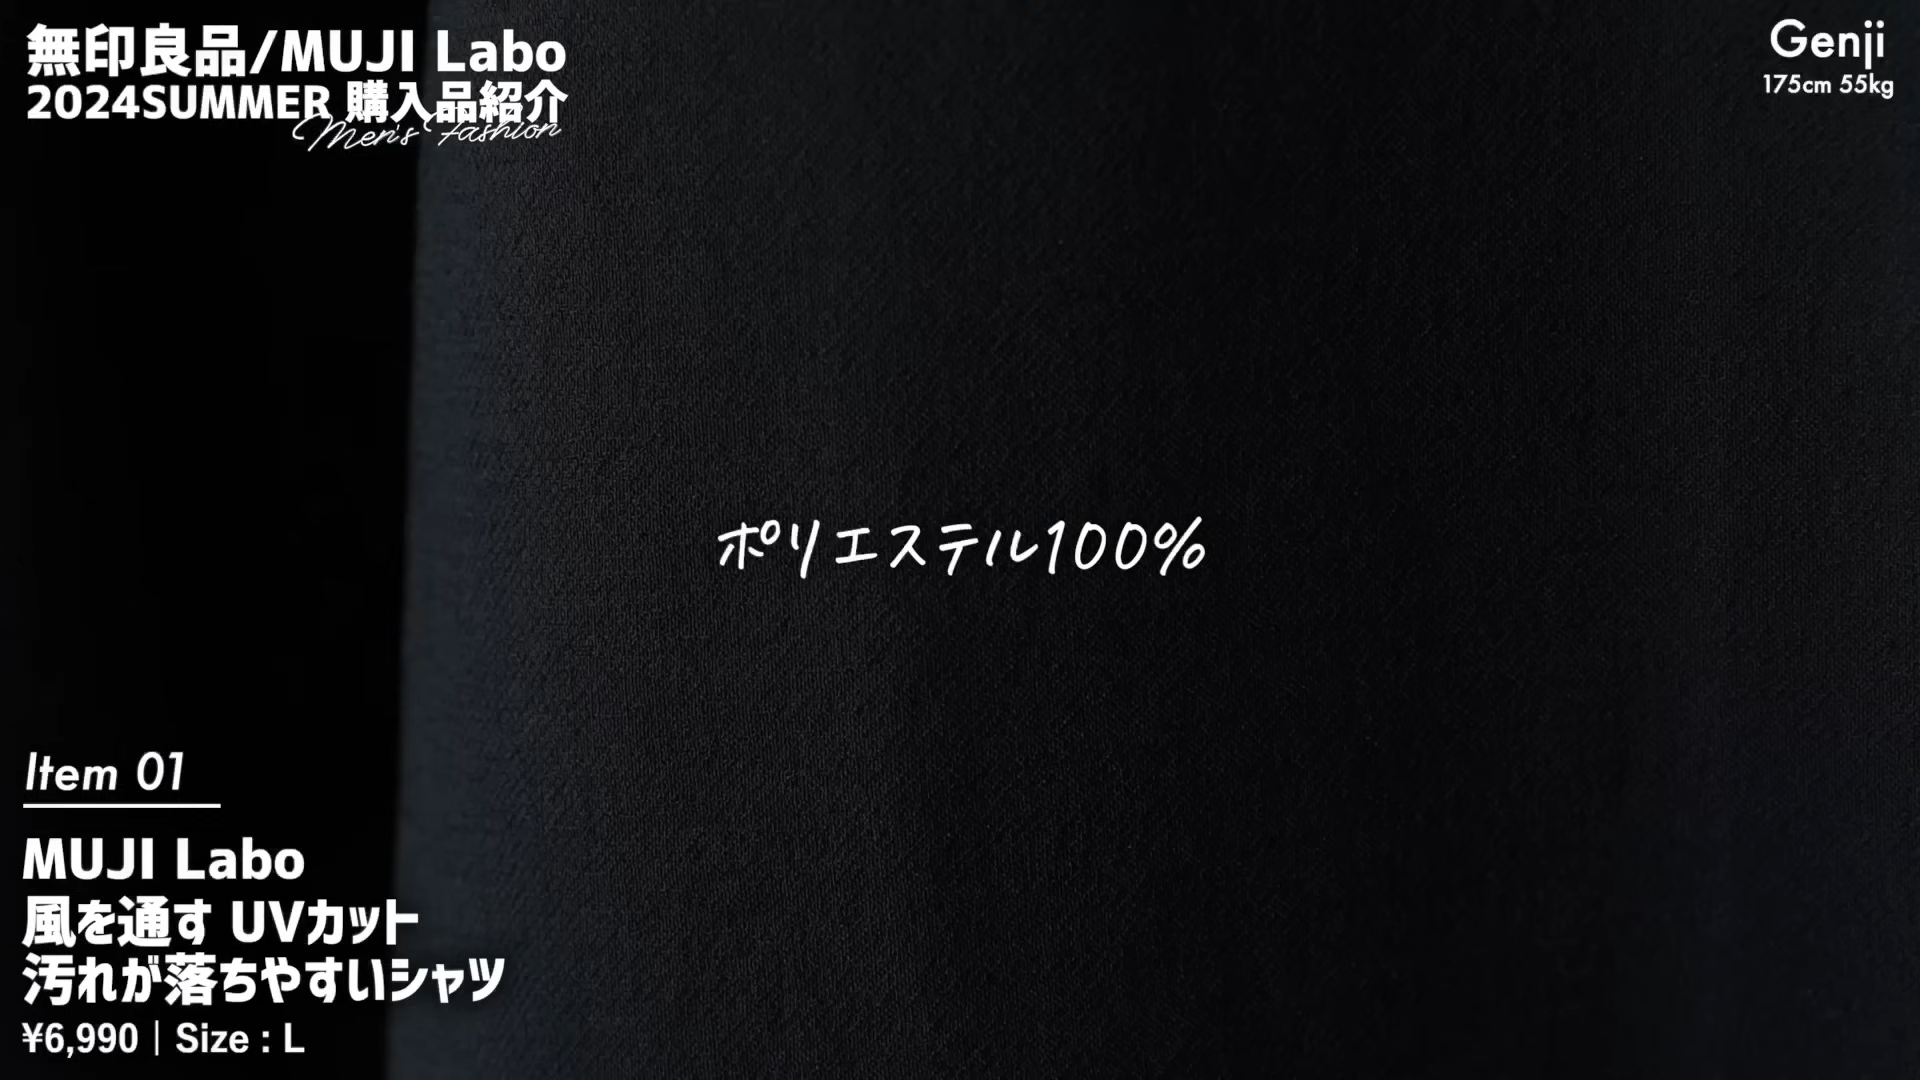 無印良品/MUJI Labo
2024SUMMER 購入品紹介
Men's Fashion
Genji
175cm 55kg
ポリエステル100%
Item 01
MUJI Labo
風を通す UVカット
汚れが落ちやすいシャツ
¥6,990｜Size : L